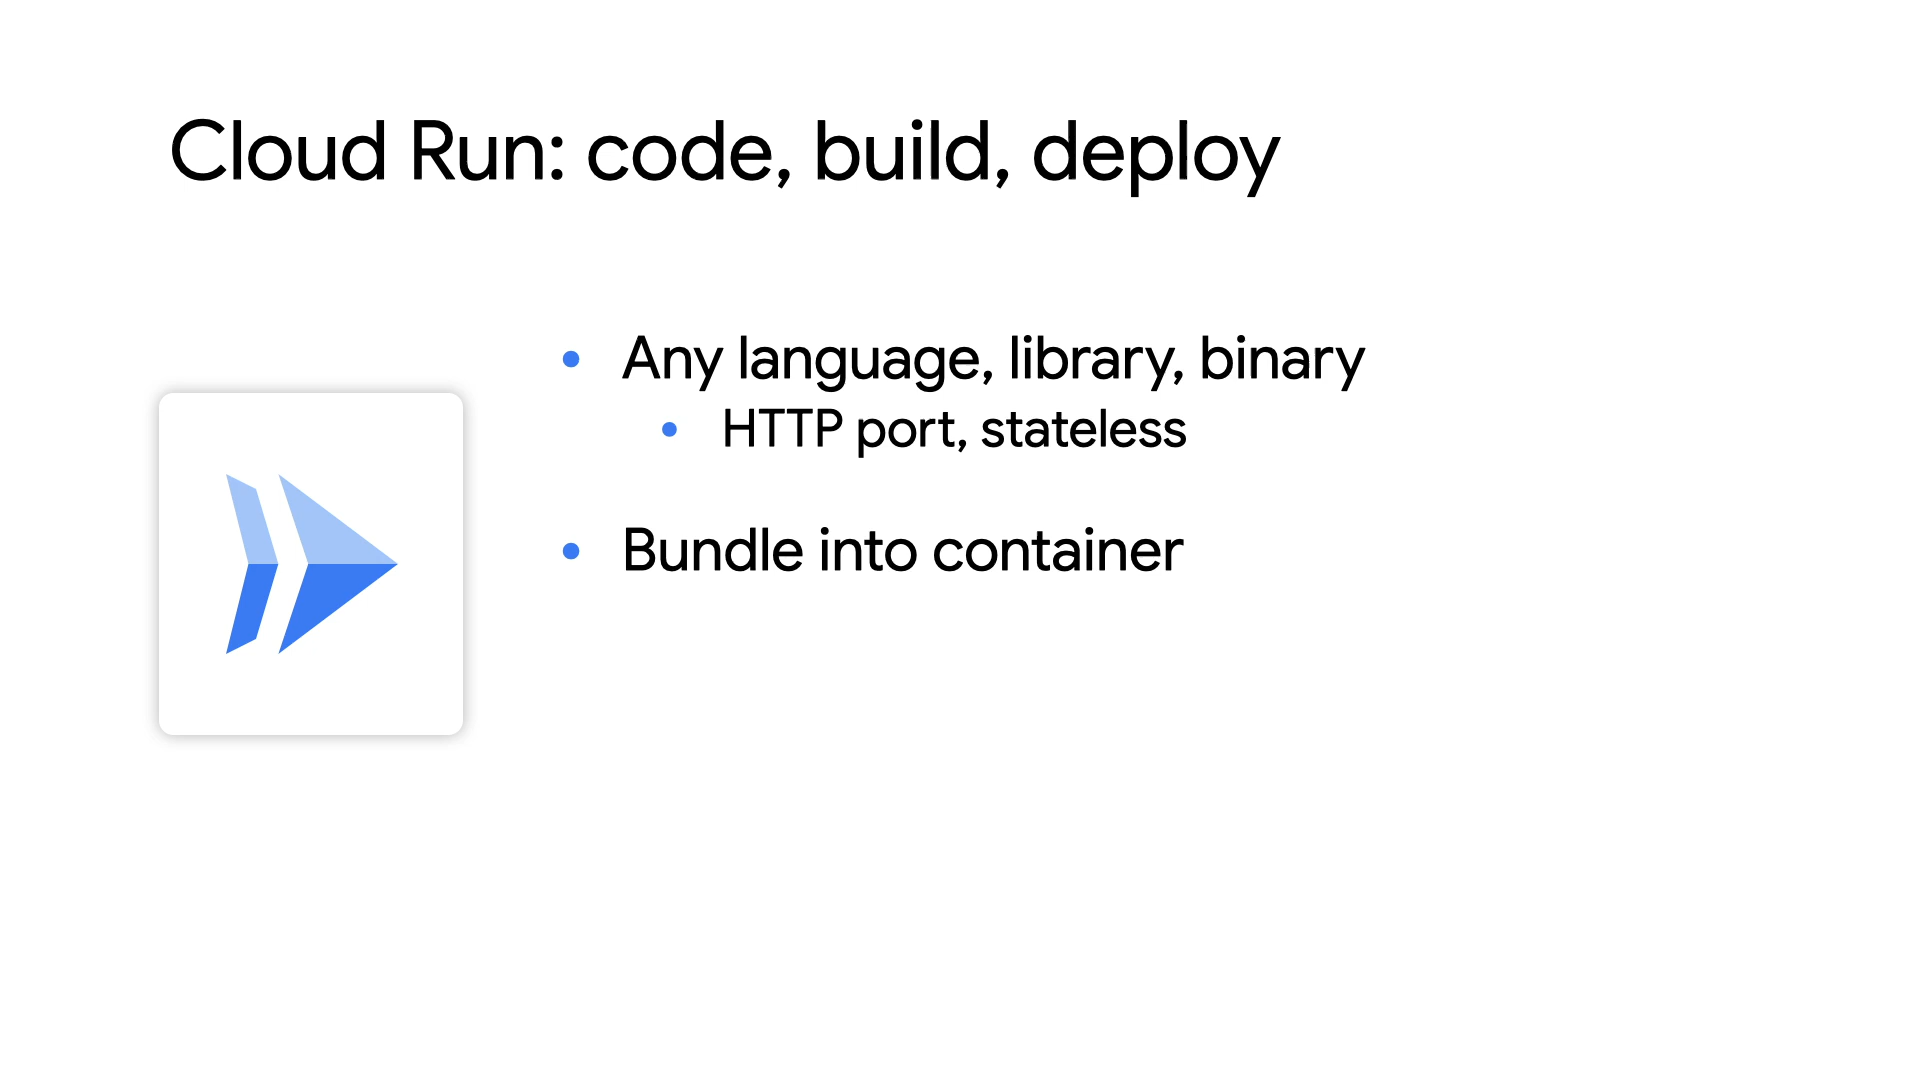 Cloud Run: code, build, deploy
• Any language, library, binary
• HTTP port, stateless
• Bundle into container